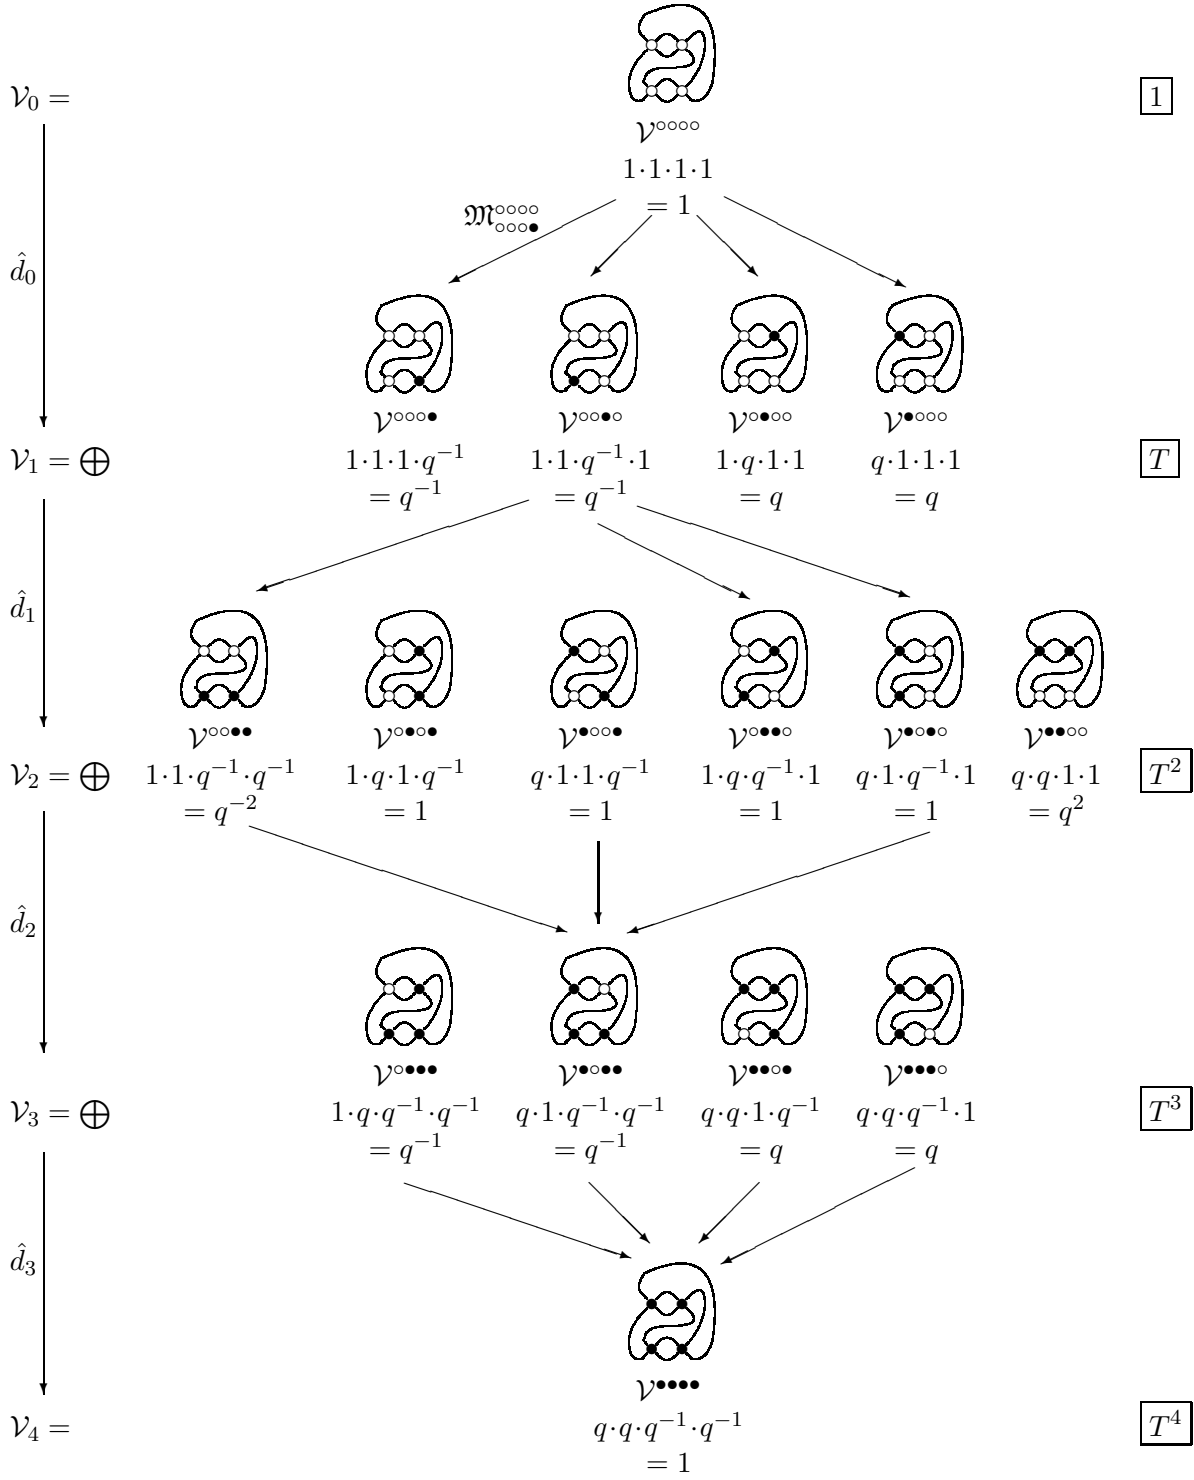 𝒱₀ = 1
𝒱^{○○○○}
1·1·1·1
= 1
𝔐^{○○○○}_{○○○●}
d̂₀
𝒱^{○○○●} 𝒱^{○○●○} 𝒱^{○●○○} 𝒱^{●○○○}
𝒱₁ = ⊕ 1·1·1·q⁻¹ 1·1·q⁻¹·1 1·q·1·1 q·1·1·1 T
= q⁻¹ = q⁻¹ = q = q
d̂₁
𝒱^{○○●●} 𝒱^{○●○●} 𝒱^{●○○●} 𝒱^{○●●○} 𝒱^{●○●○} 𝒱^{●●○○}
𝒱₂ = ⊕ 1·1·q⁻¹·q⁻¹ 1·q·1·q⁻¹ q·1·1·q⁻¹ 1·q·q⁻¹·1 q·1·q⁻¹·1 q·q·1·1 T²
= q⁻² = 1 = 1 = 1 = 1 = q²
d̂₂
𝒱^{○●●●} 𝒱^{●○●●} 𝒱^{●●○●} 𝒱^{●●●○}
𝒱₃ = ⊕ 1·q·q⁻¹·q⁻¹ q·1·q⁻¹·q⁻¹ q·q·1·q⁻¹ q·q·q⁻¹·1 T³
= q⁻¹ = q⁻¹ = q = q
d̂₃
𝒱^{●●●●}
𝒱₄ = q·q·q⁻¹·q⁻¹ T⁴
= 1